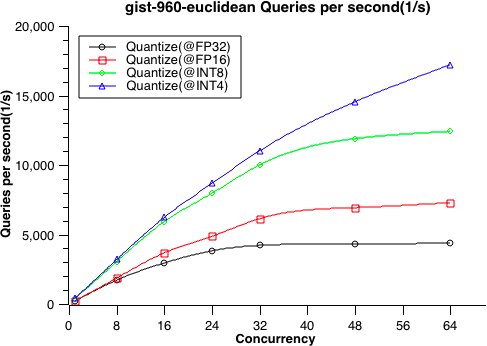 gist-960-euclidean Queries per second(1/s)
20,000
15,000
10,000
5,000
0
Queries per second(1/s)
Quantize(@FP32)
Quantize(@FP16)
Quantize(@INT8)
Quantize(@INT4)
0 8 16 24 32 40 48 56 64
Concurrency